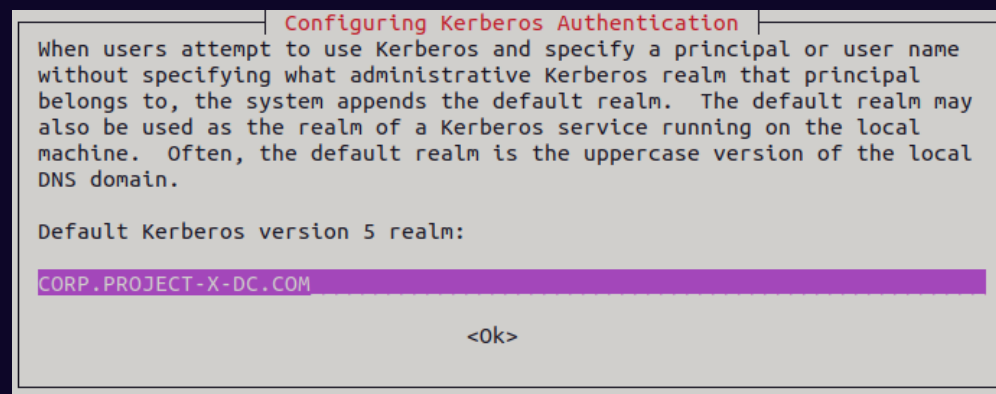 Configuring Kerberos Authentication
When users attempt to use Kerberos and specify a principal or user name
without specifying what administrative Kerberos realm that principal
belongs to, the system appends the default realm.  The default realm may
also be used as the realm of a Kerberos service running on the local
machine.  Often, the default realm is the uppercase version of the local
DNS domain.
Default Kerberos version 5 realm:
CORP.PROJECT-X-DC.COM
<Ok>